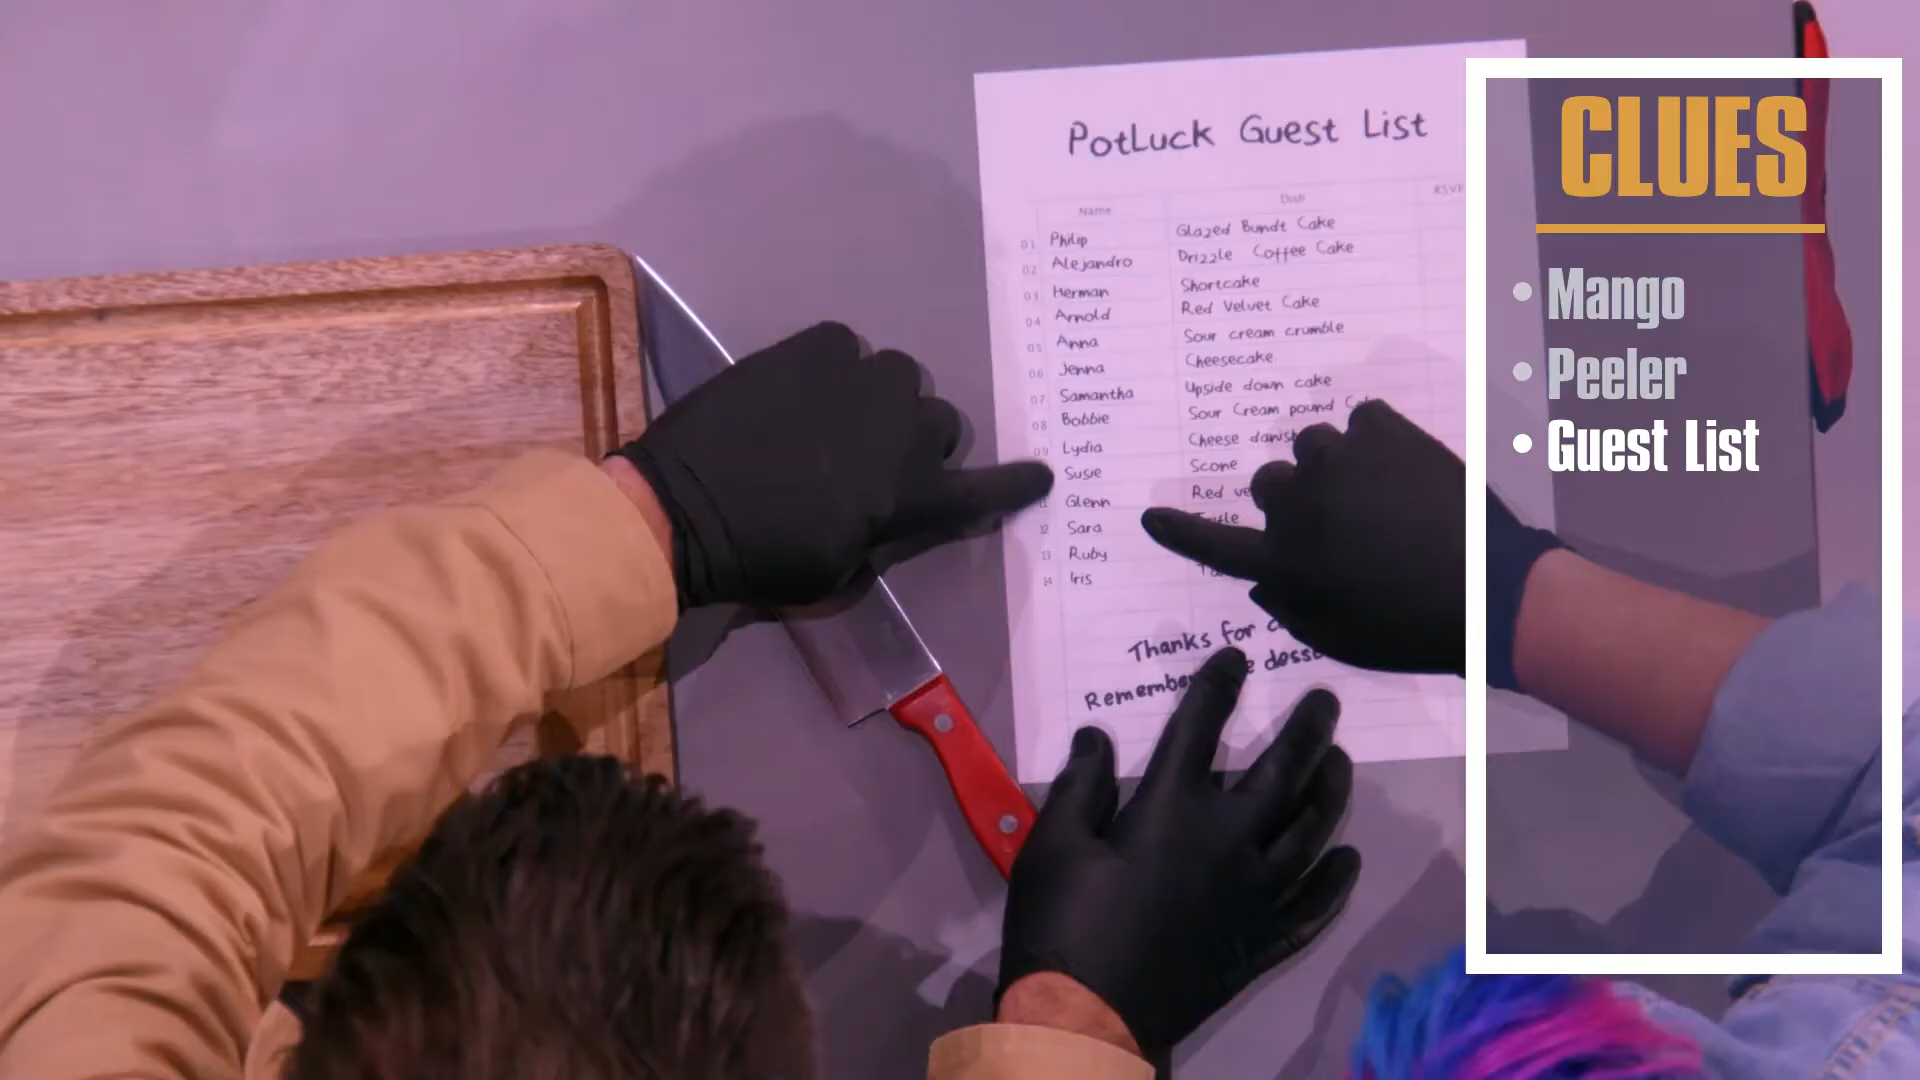 PotLuck Guest List
Name Dish
01 Philip Glazed Bundt Cake
02 Alejandro Drizzle Coffee Cake
03 Herman Shortcake
04 Arnold Red Velvet Cake
05 Anna Sour cream crumble
06 Jenna Cheesecake
07 Samantha Upside down cake
08 Bobbie Sour Cream pound
09 Lydia Cheese
Susie Scone
Glenn Red
12 Sara
13 Ruby
14 Iris
Thanks for
Remember
CLUES
• Mango
• Peeler
• Guest List